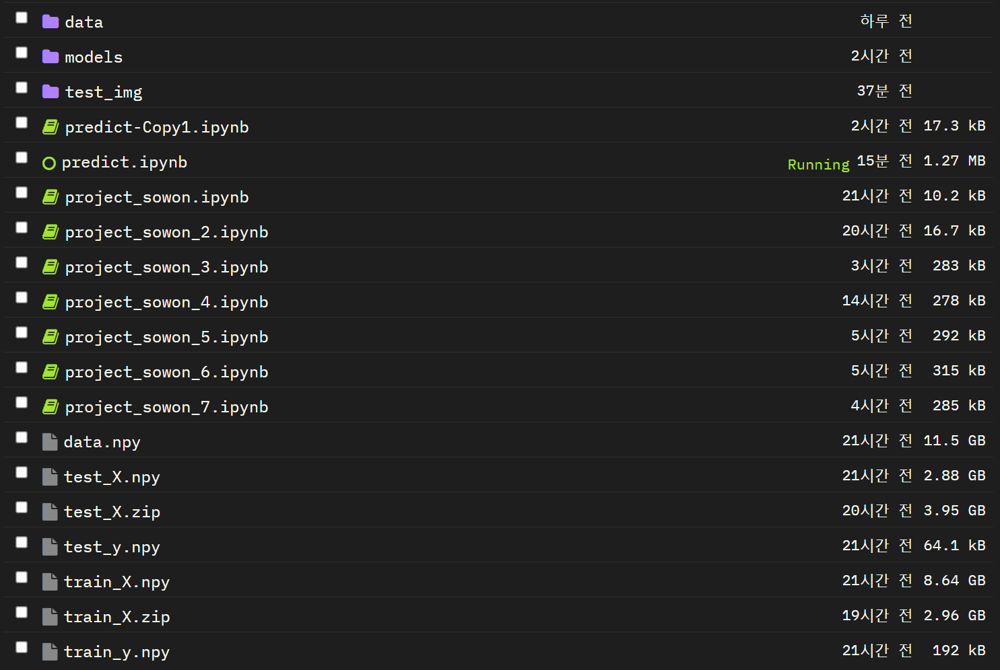 data 하루 전
models 2시간 전
test_img 37분 전
predict-Copy1.ipynb 2시간 전 17.3 kB
predict.ipynb Running 15분 전 1.27 MB
project_sowon.ipynb 21시간 전 10.2 kB
project_sowon_2.ipynb 20시간 전 16.7 kB
project_sowon_3.ipynb 3시간 전 283 kB
project_sowon_4.ipynb 14시간 전 278 kB
project_sowon_5.ipynb 5시간 전 292 kB
project_sowon_6.ipynb 5시간 전 315 kB
project_sowon_7.ipynb 4시간 전 285 kB
data.npy 21시간 전 11.5 GB
test_X.npy 21시간 전 2.88 GB
test_X.zip 20시간 전 3.95 GB
test_y.npy 21시간 전 64.1 kB
train_X.npy 21시간 전 8.64 GB
train_X.zip 19시간 전 2.96 GB
train_y.npy 21시간 전 192 kB